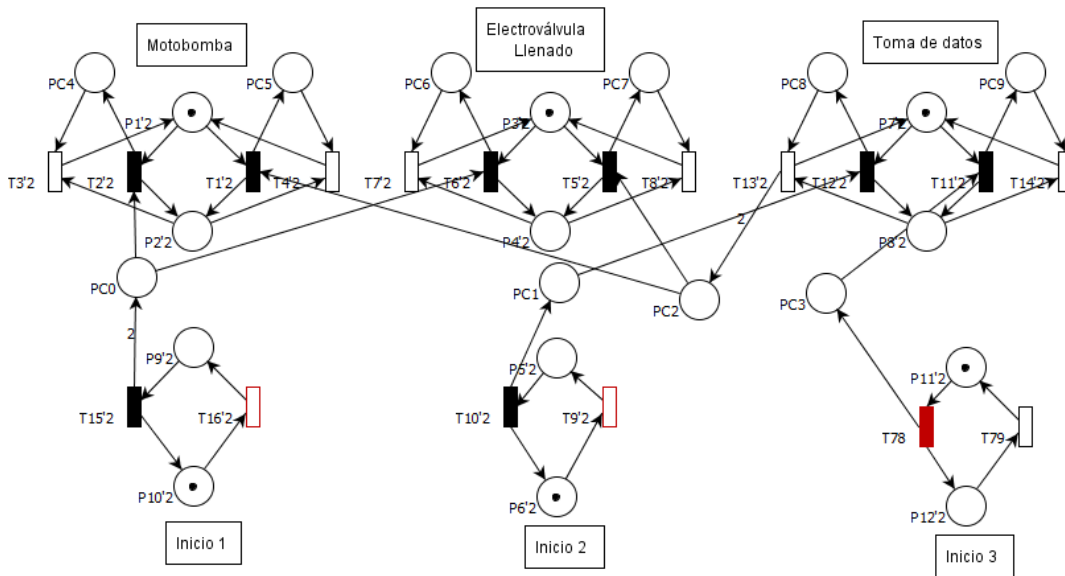 Motobomba
Electroválvula
Llenado
Toma de datos
PC4
PC5
PC6
PC7
PC8
PC9
P1'2
P3'2
P7'2
T3'2
T2'2
T1'2
T4'2
T7'2
T6'2
T5'2
T8'2
T13'2
T12'2
T11'2
T14'2
P2'2
P4'2
2
P8'2
PC0
PC1
PC2
PC3
2
P9'2
P5'2
P11'2
T15'2
T16'2
T10'2
T9'2
T78
T79
P10'2
P6'2
P12'2
Inicio 1
Inicio 2
Inicio 3